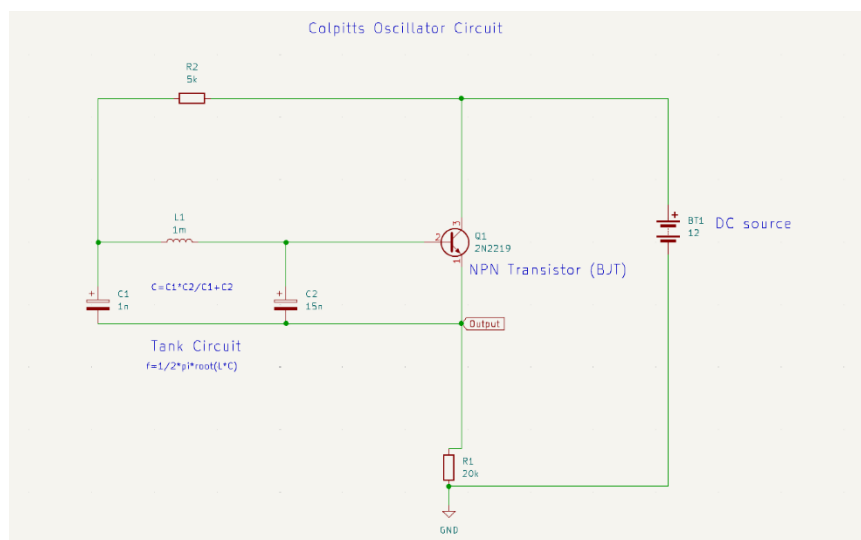 Colpitts Oscillator Circuit
R2
5k
L1
1m
2
3
1
Q1
2N2219
NPN Transistor (BJT)
+
BT1
12
DC source
+
C1
1n
C=C1*C2/C1+C2
+
C2
15n
Output
Tank Circuit
f=1/2*pi*root(L*C)
R1
20k
GND